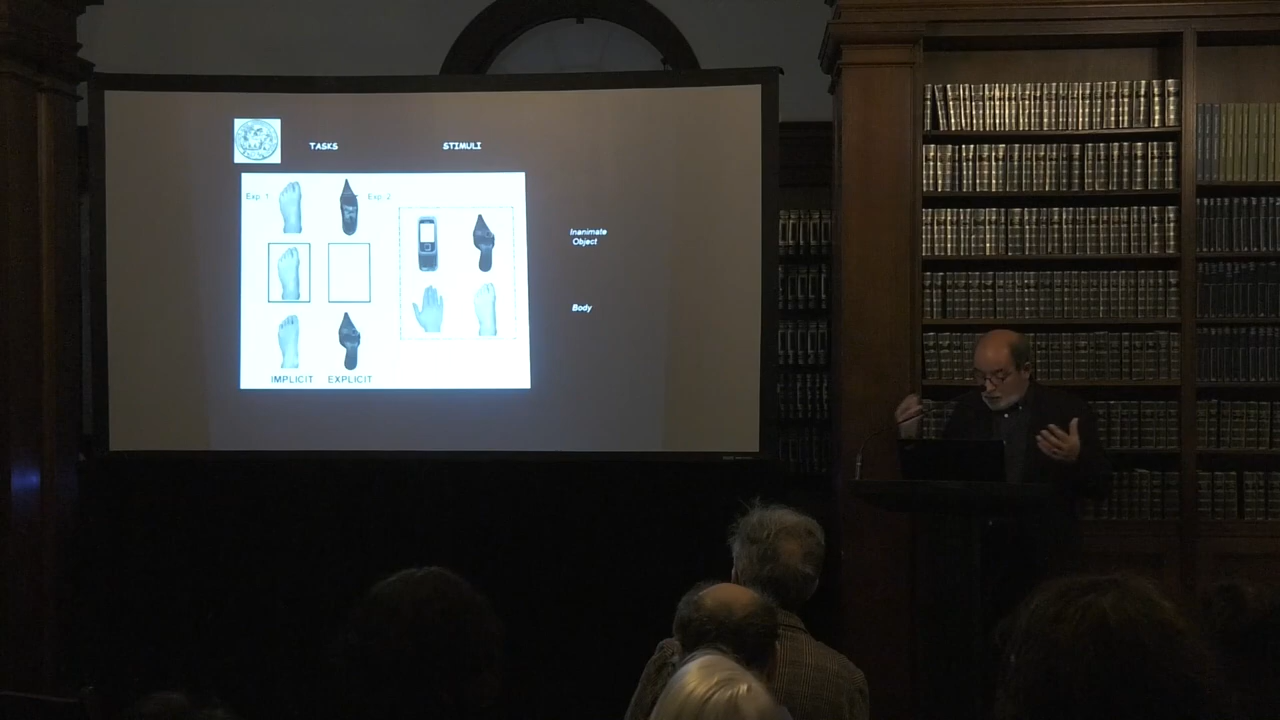 TASKS
STIMULI
Exp. 1
Exp. 2
Inanimate
Object
Body
IMPLICIT
EXPLICIT